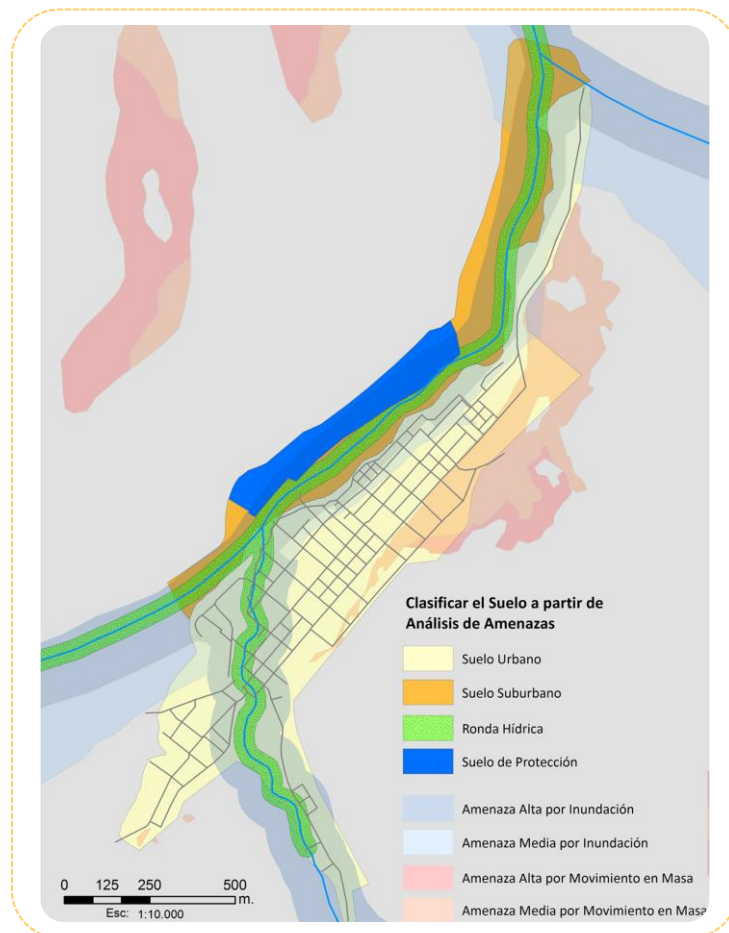 Clasificar el Suelo a partir de
Análisis de Amenazas
Suelo Urbano
Suelo Suburbano
Ronda Hídrica
Suelo de Protección
Amenaza Alta por Inundación
Amenaza Media por Inundación
Amenaza Alta por Movimiento en Masa
Amenaza Media por Movimiento en Masa
0 125 250 500
m.
Esc: 1:10.000